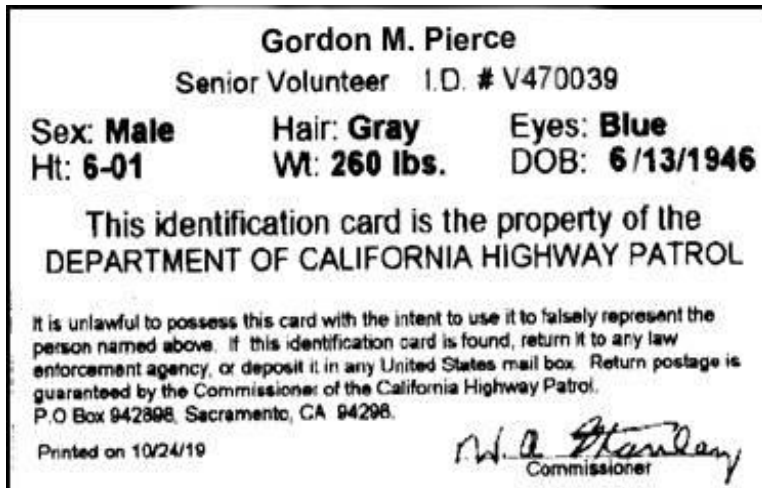 Gordon M. Pierce
Senior Volunteer I.D. # V470039
Sex: Male Hair: Gray Eyes: Blue
Ht: 6-01 Wt: 260 lbs. DOB: 6/13/1946
This identification card is the property of the
DEPARTMENT OF CALIFORNIA HIGHWAY PATROL
It is unlawful to possess this card with the intent to use it to falsely represent the
person named above. If this identification card is found, return it to any law
enforcement agency, or deposit it in any United States mail box. Return postage is
guaranteed by the Commissioner of the California Highway Patrol.
P.O Box 942898, Sacramento, CA 94298.
Printed on 10/24/19
W. A Stanley
Commissioner